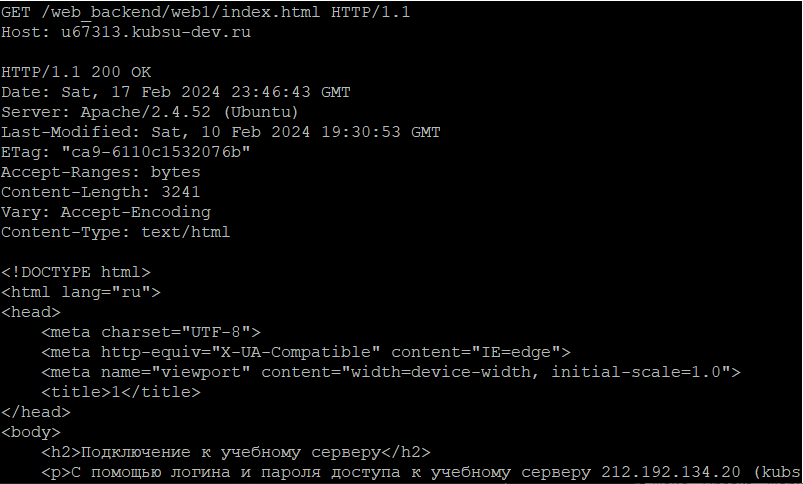 GET /web_backend/web1/index.html HTTP/1.1
Host: u67313.kubsu-dev.ru

HTTP/1.1 200 OK
Date: Sat, 17 Feb 2024 23:46:43 GMT
Server: Apache/2.4.52 (Ubuntu)
Last-Modified: Sat, 10 Feb 2024 19:30:53 GMT
ETag: "ca9-6110c1532076b"
Accept-Ranges: bytes
Content-Length: 3241
Vary: Accept-Encoding
Content-Type: text/html

<!DOCTYPE html>
<html lang="ru">
<head>
    <meta charset="UTF-8">
    <meta http-equiv="X-UA-Compatible" content="IE=edge">
    <meta name="viewport" content="width=device-width, initial-scale=1.0">
    <title>1</title>
</head>
<body>
    <h2>Подключение к учебному серверу</h2>
    <p>С помощью логина и пароля доступа к учебному серверу 212.192.134.20 (kubs